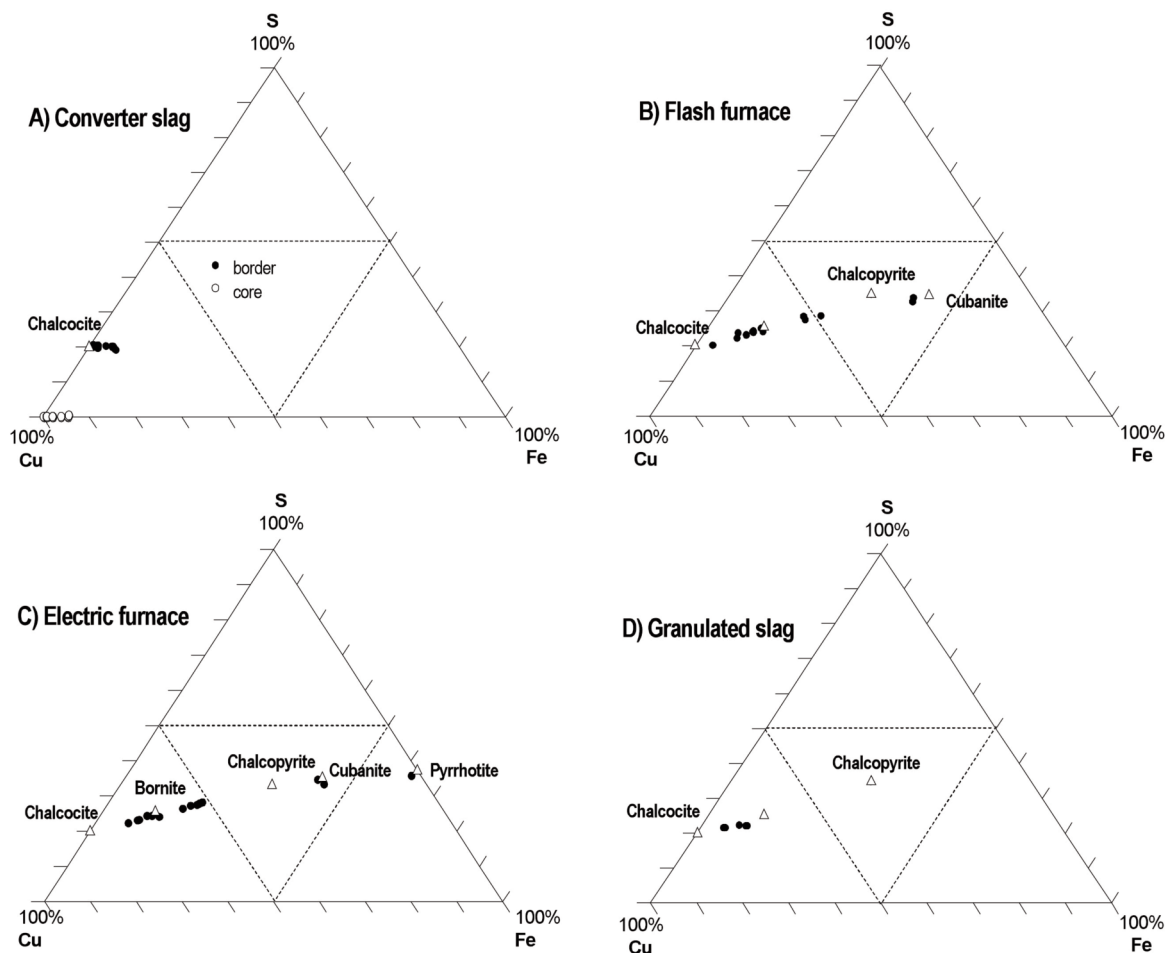 S
100%
A) Converter slag
border
core
Chalcocite
100%
Cu
100%
Fe
S
100%
B) Flash furnace
Chalcopyrite
Cubanite
Chalcocite
100%
Cu
100%
Fe
S
100%
C) Electric furnace
Chalcopyrite
Cubanite
Pyrrhotite
Bornite
Chalcocite
100%
Cu
100%
Fe
S
100%
D) Granulated slag
Chalcopyrite
Chalcocite
100%
Cu
100%
Fe